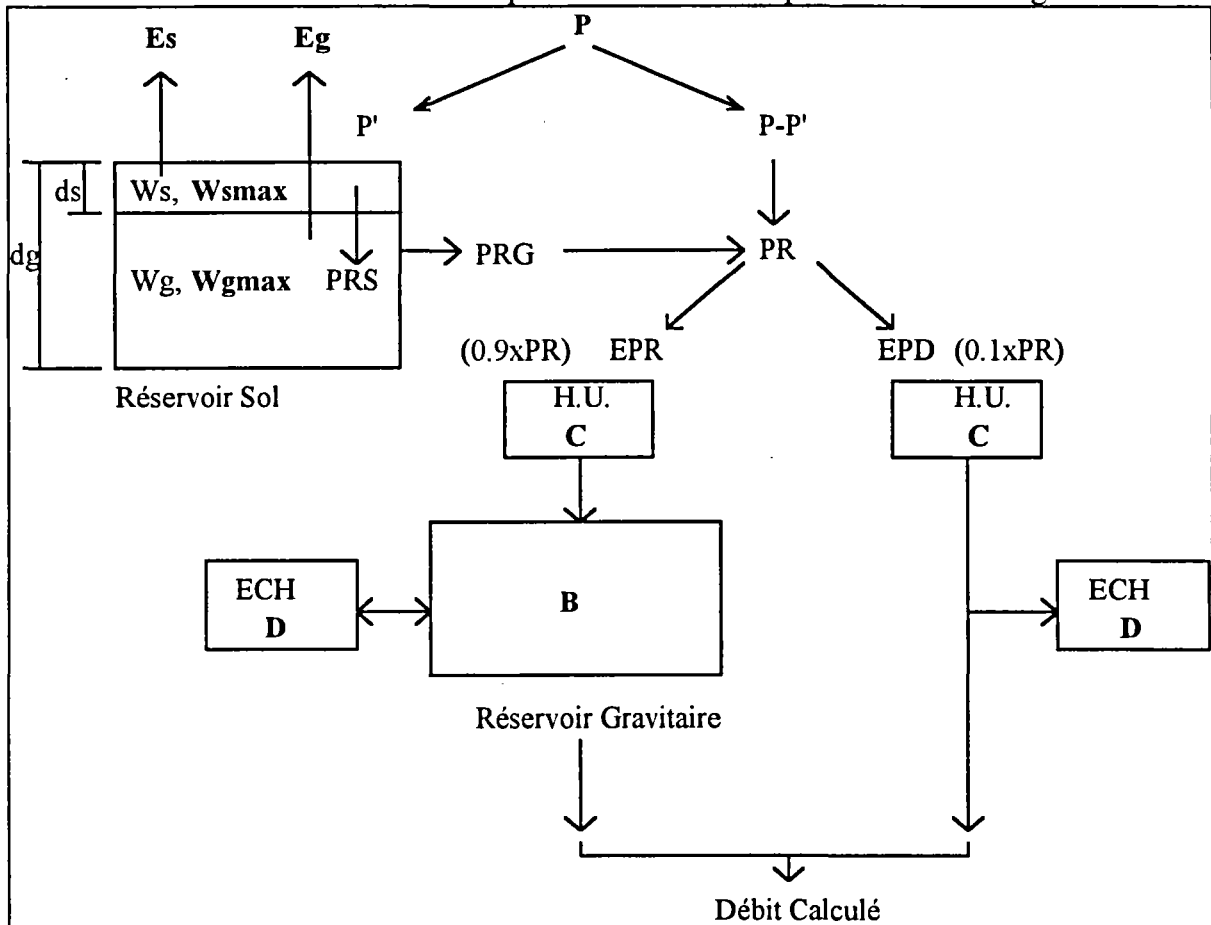 P
Es Eg
P' P-P'
ds Ws, Wsmax
dg Wg, Wgmax PRS PRG PR
(0.9xPR) EPR EPD (0.1xPR)
Réservoir Sol
H.U. H.U.
C C
ECH ECH
D B D
Réservoir Gravitaire
Débit Calculé